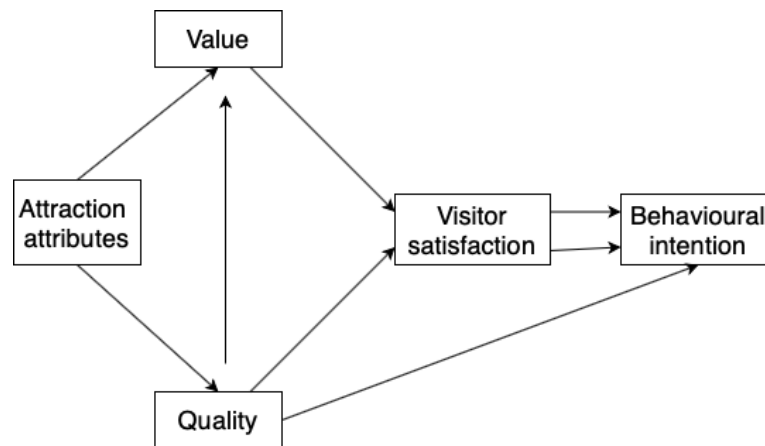 Value
Attraction
attributes
Visitor
satisfaction
Behavioural
intention
Quality